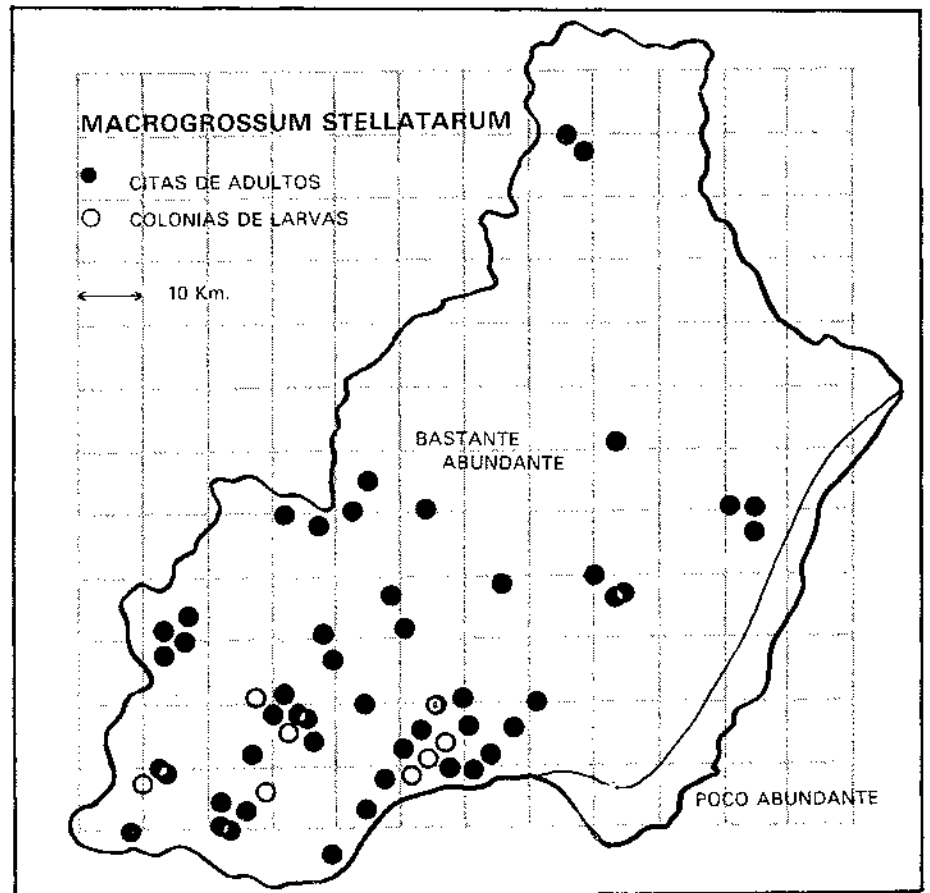 MACROGROSSUM STELLATARUM
CITAS DE ADULTOS
COLONIAS DE LARVAS
10 Km.
BASTANTE
ABUNDANTE
POCO ABUNDANTE